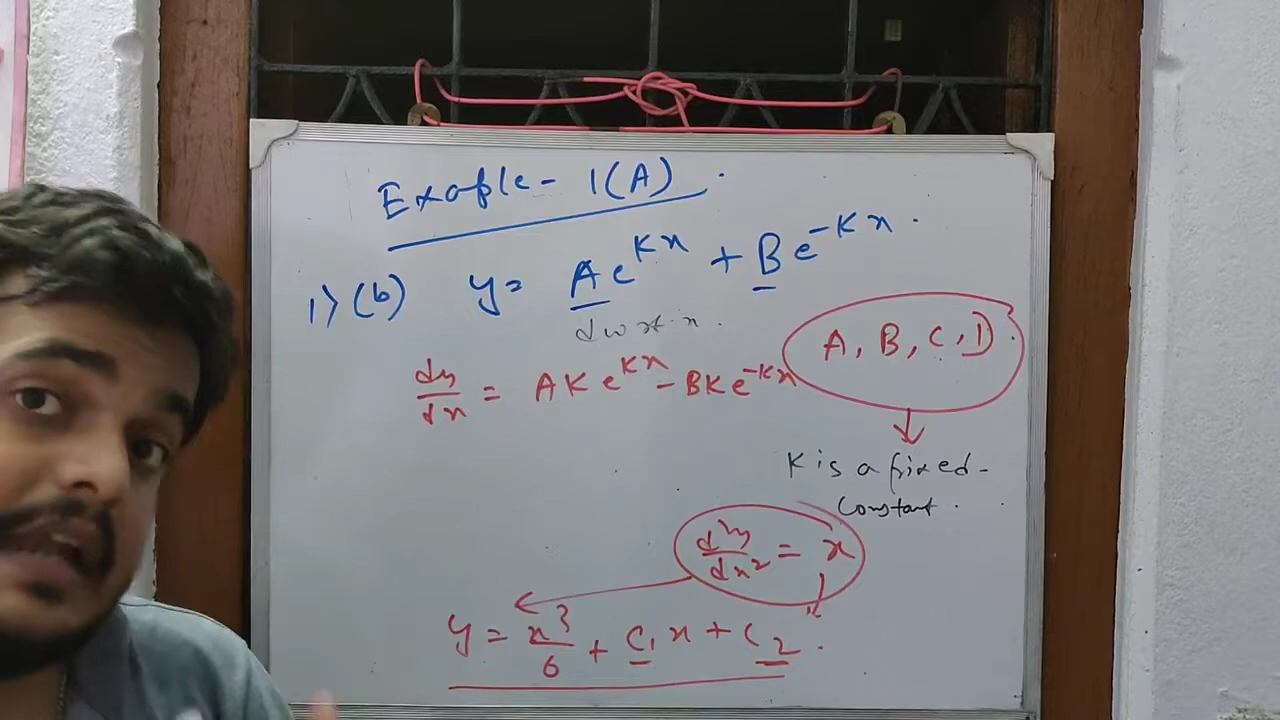 Example - 1(A).
1) (b) y = Ae^{Kx} + Be^{-Kx}.
d w r t. x.
dy/dx = AKe^{Kx} - BKe^{-Kx}
A, B, C, D.
K is a fixed-
constant.
d²y/dx² = x
y = x³/6 + C₁x + C₂.